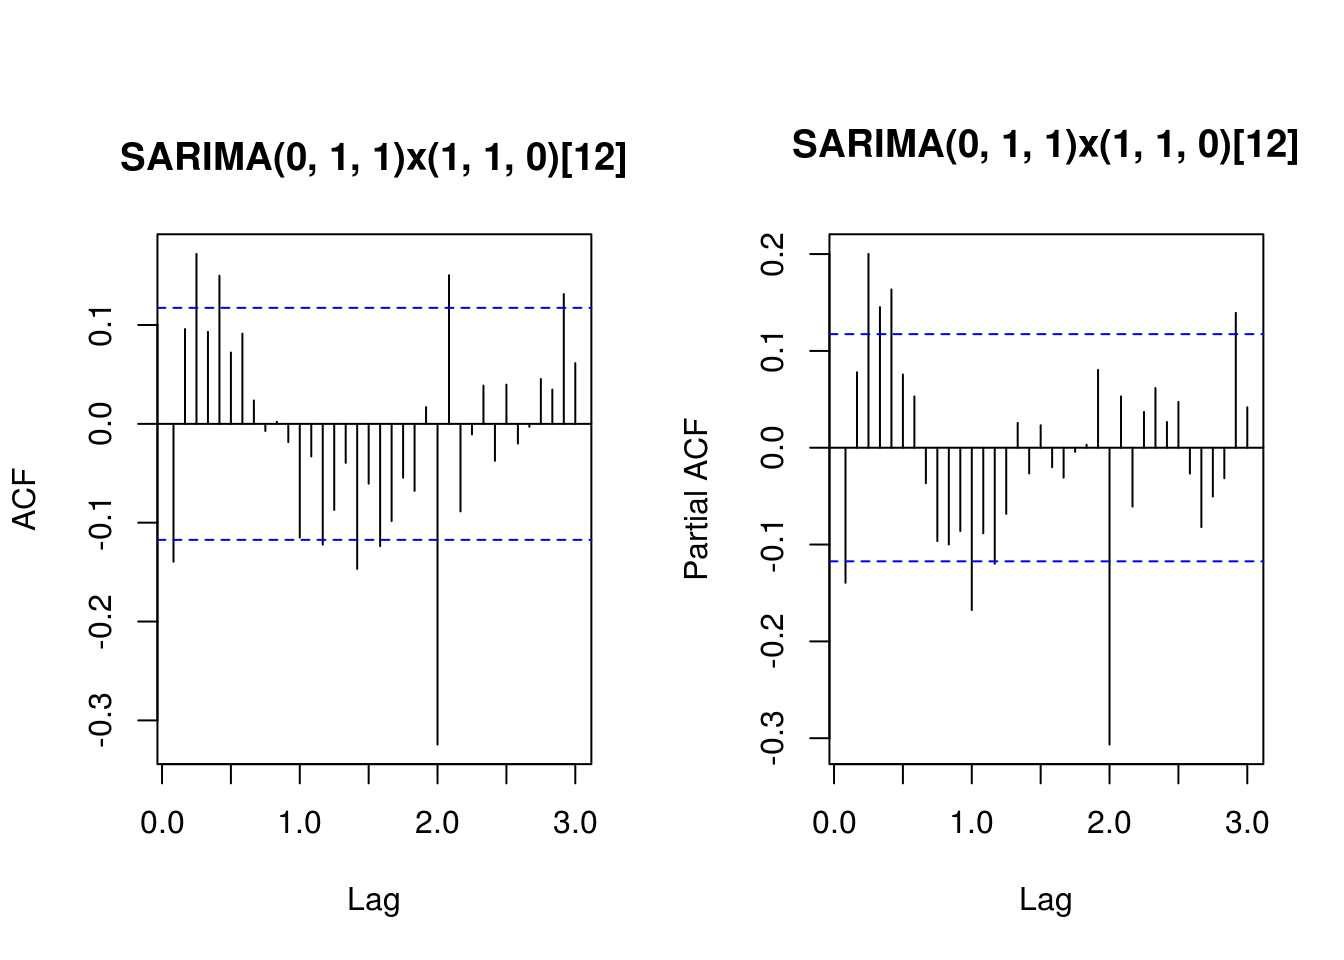 SARIMA(0, 1, 1)x(1, 1, 0)[12]
ACF
0.1
0.0
-0.1
-0.2
-0.3
0.0 1.0 2.0 3.0
Lag
SARIMA(0, 1, 1)x(1, 1, 0)[12]
Partial ACF
0.2
0.1
0.0
-0.1
-0.2
-0.3
0.0 1.0 2.0 3.0
Lag